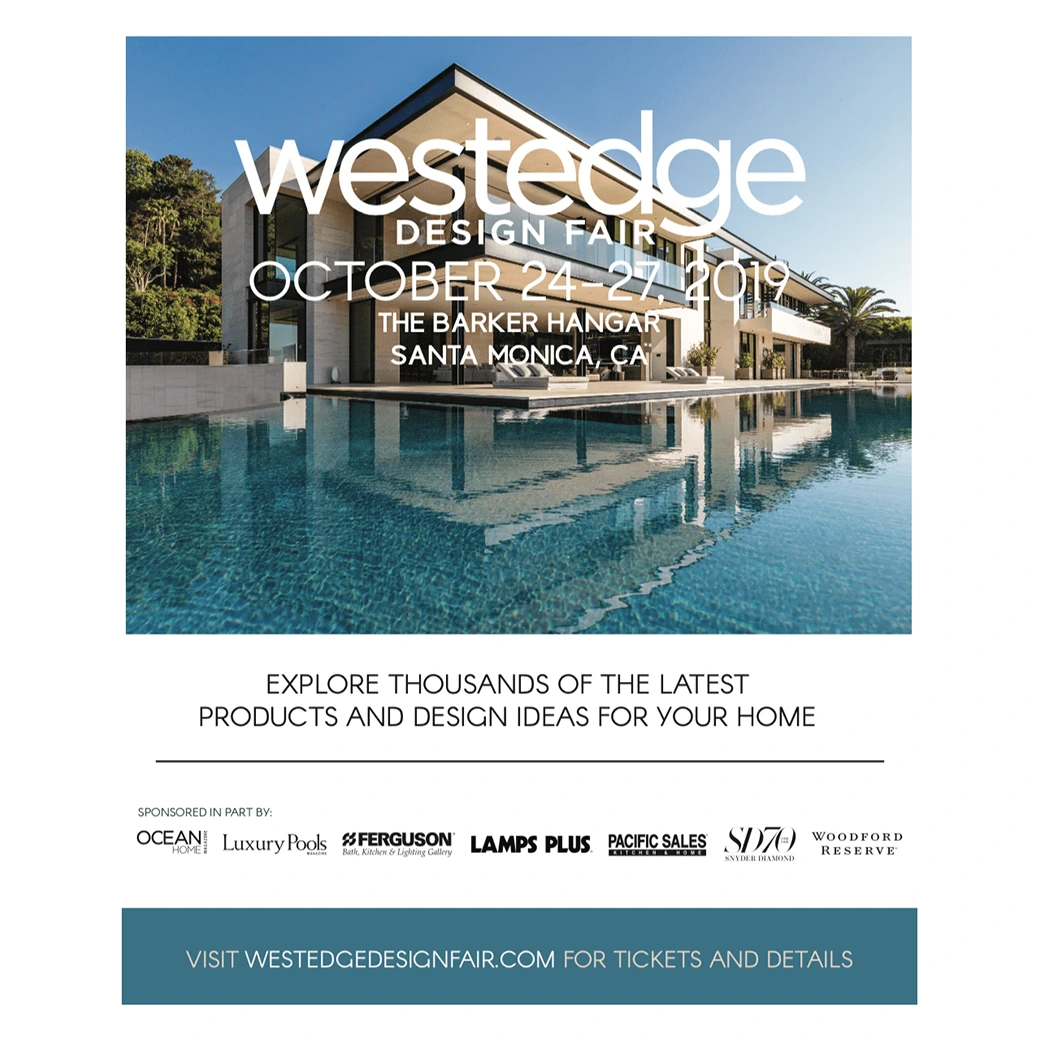 westedge
DESIGN FAIR
OCTOBER 24–27, 2019
THE BARKER HANGAR
SANTA MONICA, CA
EXPLORE THOUSANDS OF THE LATEST
PRODUCTS AND DESIGN IDEAS FOR YOUR HOME
SPONSORED IN PART BY:
OCEAN
HOME
MAGAZINE
Luxury Pools
MAGAZINE
FERGUSON
Bath, Kitchen & Lighting Gallery
LAMPS PLUS
PACIFIC SALES
KITCHEN & HOME
SD70
SNYDER DIAMOND
WOODFORD
RESERVE
VISIT WESTEDGEDESIGNFAIR.COM FOR TICKETS AND DETAILS